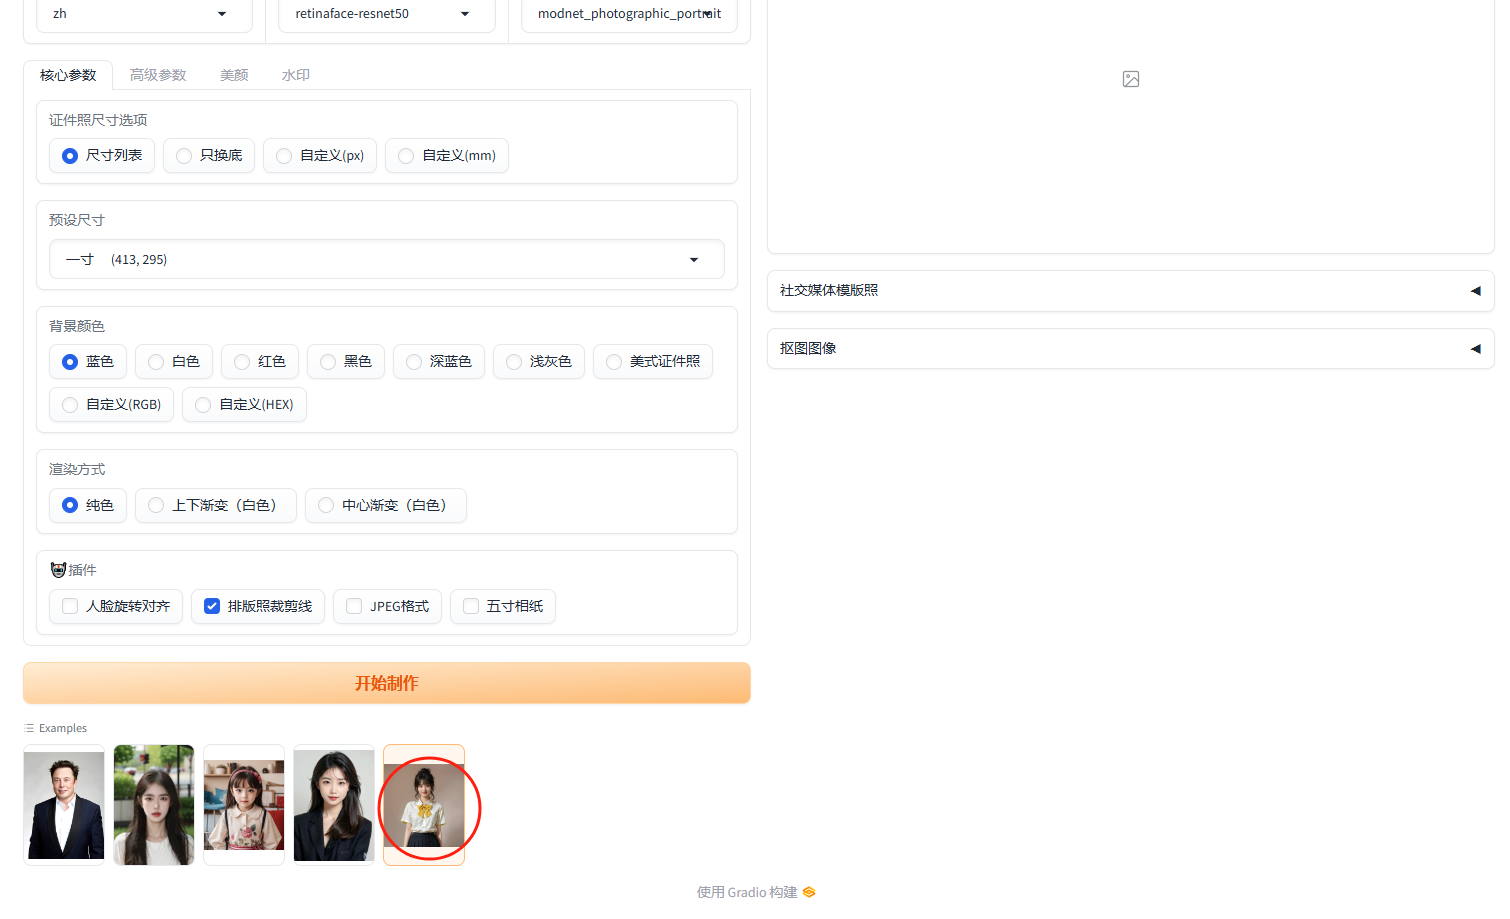 zh
retinaface-resnet50
modnet_photographic_portrait
核心参数 高级参数 美颜 水印
证件照尺寸选项
尺寸列表 只换底 自定义(px) 自定义(mm)
预设尺寸
一寸 (413, 295)
背景颜色
蓝色 白色 红色 黑色 深蓝色 浅灰色 美式证件照
自定义(RGB) 自定义(HEX)
渲染方式
纯色 上下渐变（白色） 中心渐变（白色）
插件
人脸旋转对齐 排版照裁剪线 JPEG格式 五寸相纸
开始制作
Examples
社交媒体模版照
抠图图像
使用 Gradio 构建